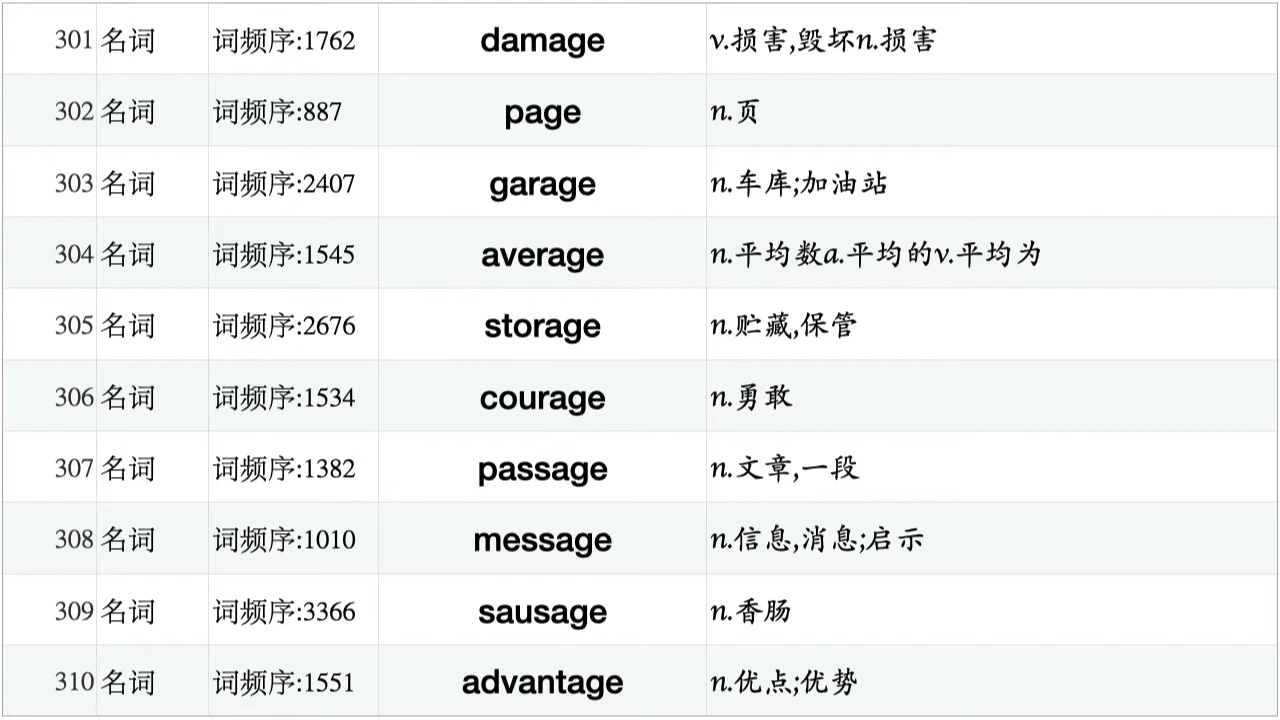 301 名词 词频序:1762 damage v.损害,毁坏n.损害
302 名词 词频序:887 page n.页
303 名词 词频序:2407 garage n.车库;加油站
304 名词 词频序:1545 average n.平均数a.平均的v.平均为
305 名词 词频序:2676 storage n.贮藏,保管
306 名词 词频序:1534 courage n.勇敢
307 名词 词频序:1382 passage n.文章,一段
308 名词 词频序:1010 message n.信息,消息;启示
309 名词 词频序:3366 sausage n.香肠
310 名词 词频序:1551 advantage n.优点;优势